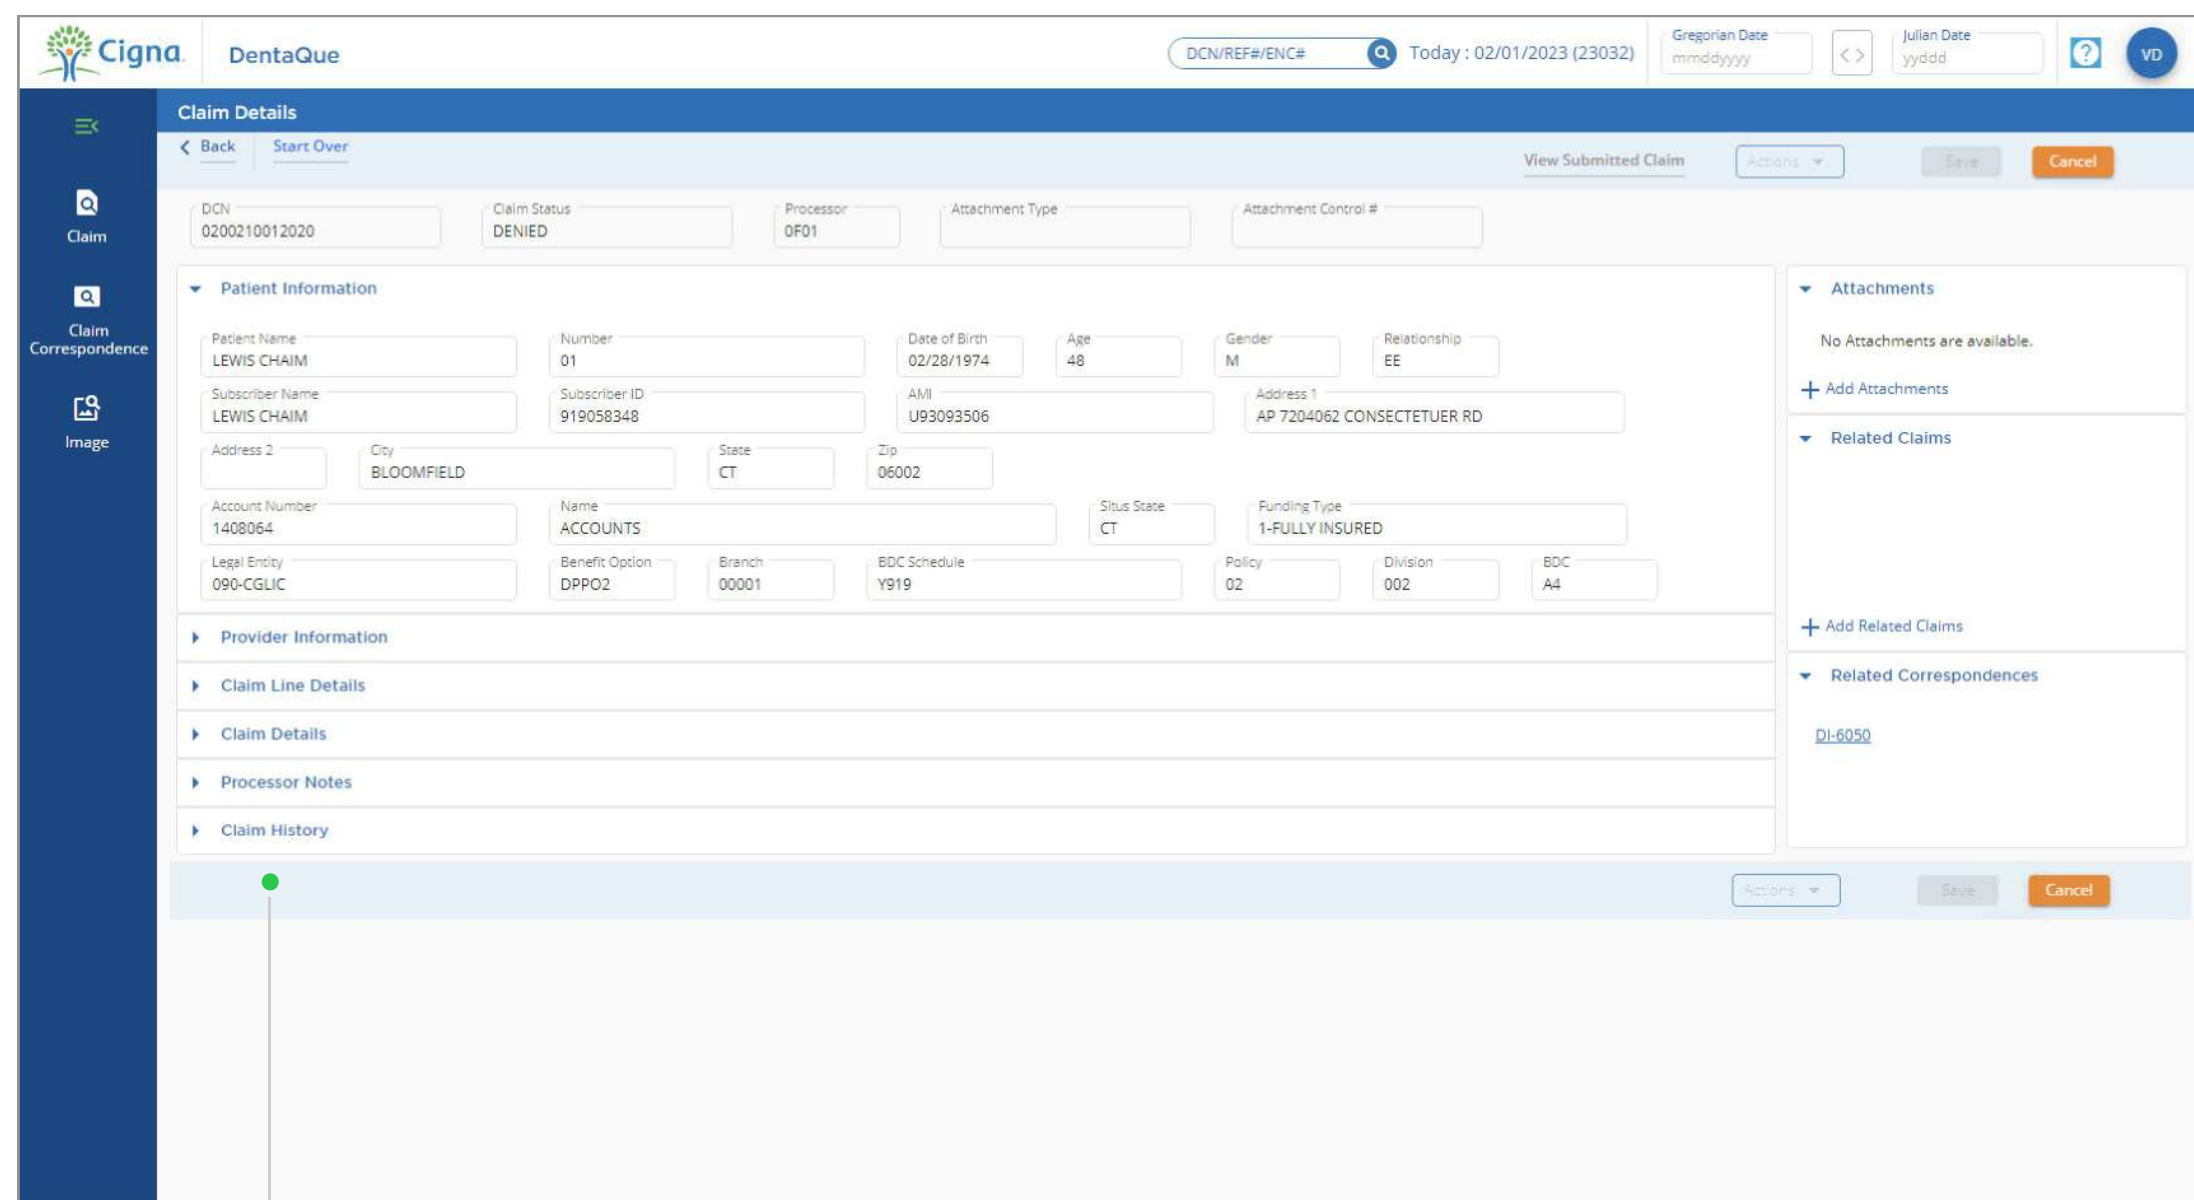 Cigna. DentaQue DCN/REF#/ENC# Today : 02/01/2023 (23032) Gregorian Date mmddyyyy < > Julian Date yyddd ? VD
Claim Details
Back Start Over View Submitted Claim Actions Save Cancel
Claim
Claim Correspondence
Image
DCN Claim Status Processor Attachment Type Attachment Control #
0200210012020 DENIED 0F01
Patient Information
Patient Name Number Date of Birth Age Gender Relationship
LEWIS CHAIM 01 02/28/1974 48 M EE
Subscriber Name Subscriber ID AMI Address 1
LEWIS CHAIM 919058348 U93093506 AP 7204062 CONSECTETUER RD
Address 2 City State Zip
BLOOMFIELD CT 06002
Account Number Name Situs State Funding Type
1408064 ACCOUNTS CT 1-FULLY INSURED
Legal Entity Benefit Option Branch BDC Schedule Policy Division BDC
090-CGLIC DPPO2 00001 Y919 02 002 A4
Provider Information
Claim Line Details
Claim Details
Processor Notes
Claim History
Attachments
No Attachments are available.
Add Attachments
Related Claims
Add Related Claims
Related Correspondences
DI-6050
Actions Save Cancel